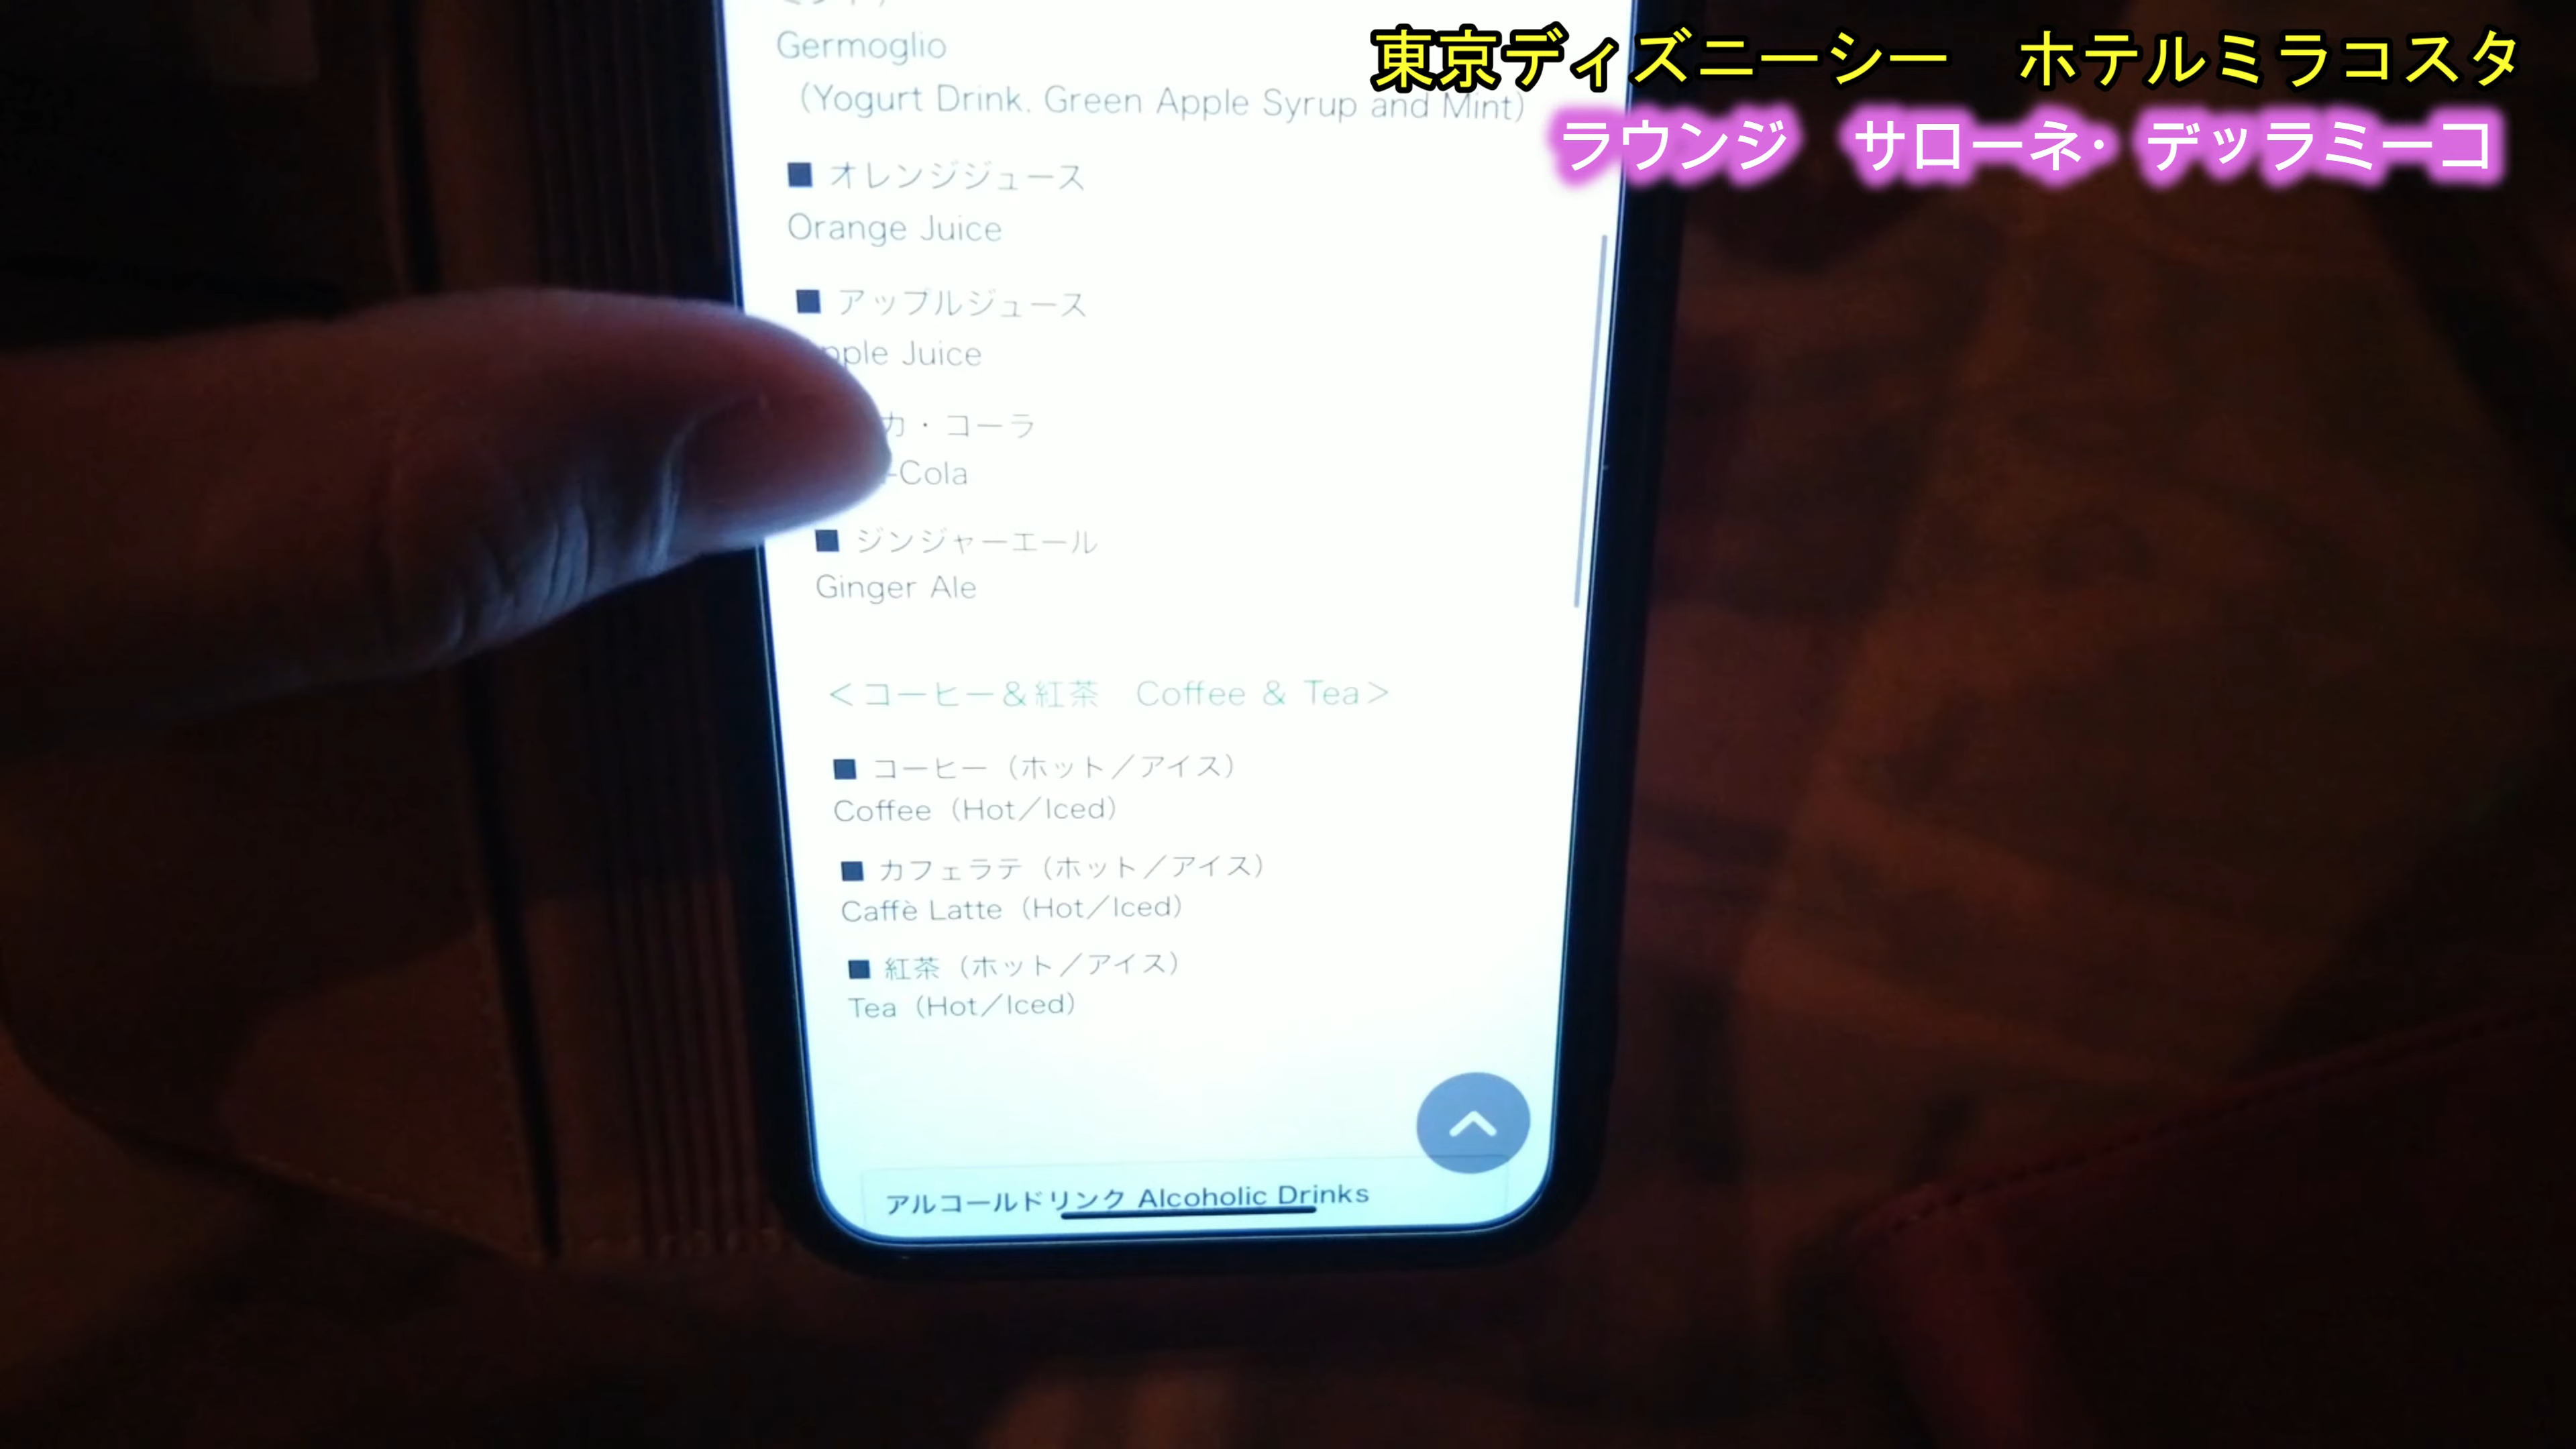 東京ディズニーシー　ホテルミラコスタ
ラウンジ　サローネ・デッラミーコ
Germoglio
（Yogurt Drink, Green Apple Syrup and Mint）
■ オレンジジュース
Orange Juice
■ アップルジュース
pple Juice
カ・コーラ
-Cola
■ ジンジャーエール
Ginger Ale
＜コーヒー＆紅茶　Coffee & Tea＞
■ コーヒー（ホット／アイス）
Coffee（Hot／Iced）
■ カフェラテ（ホット／アイス）
Caffè Latte（Hot／Iced）
■ 紅茶（ホット／アイス）
Tea（Hot／Iced）
アルコールドリンク Alcoholic Drinks